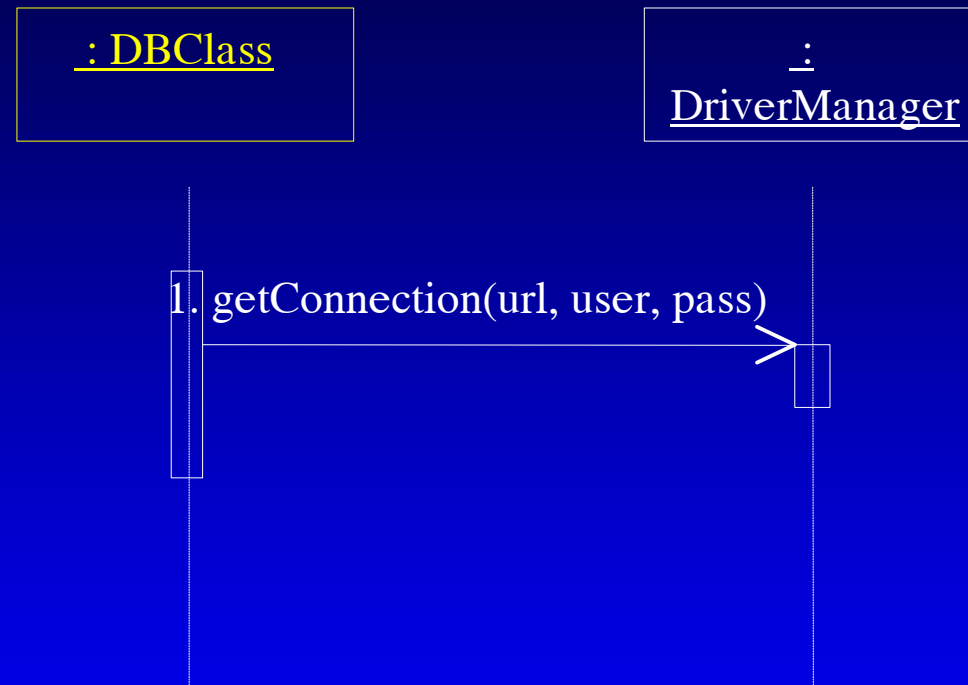 : DBClass
:
DriverManager
1. getConnection(url, user, pass)